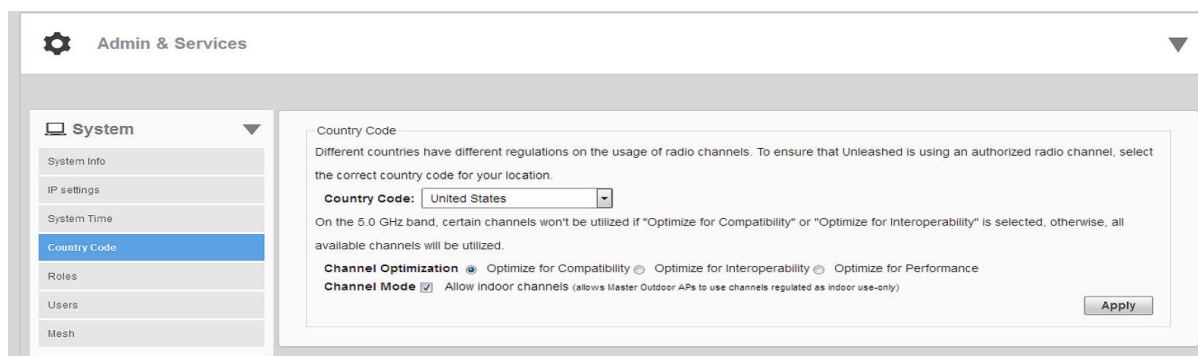 Admin & Services
System
System Info
IP settings
System Time
Country Code
Roles
Users
Mesh
Country Code
Different countries have different regulations on the usage of radio channels. To ensure that Unleashed is using an authorized radio channel, select
the correct country code for your location.
Country Code: United States
On the 5.0 GHz band, certain channels won't be utilized if "Optimize for Compatibility" or "Optimize for Interoperability" is selected, otherwise, all
available channels will be utilized.
Channel Optimization Optimize for Compatibility Optimize for Interoperability Optimize for Performance
Channel Mode Allow indoor channels (allows Master Outdoor APs to use channels regulated as indoor use-only)
Apply